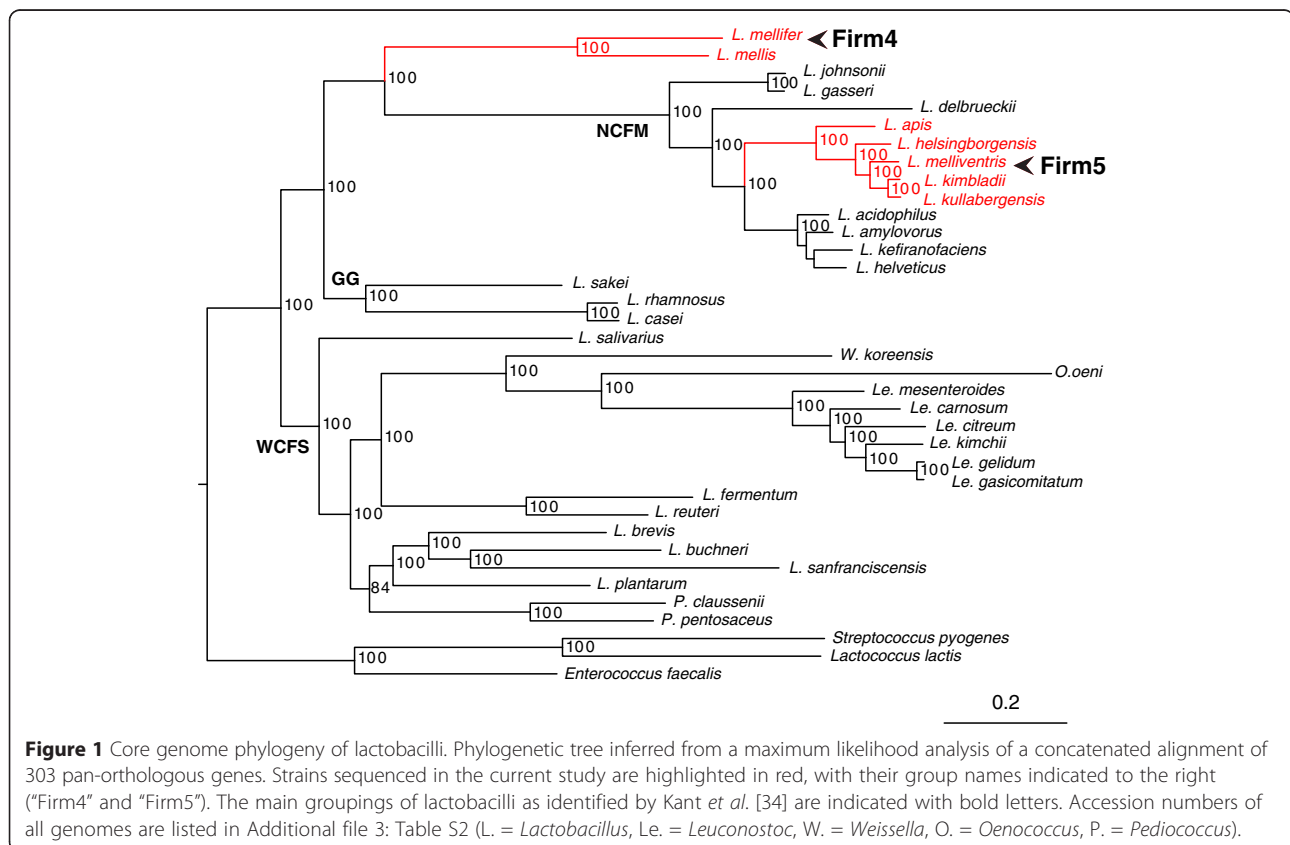 L. mellifer
Firm4
100
L. mellis
100
L. johnsonii
100
L. gasseri
100
L. delbrueckii
NCFM
L. apis
100
100
L. helsingborgensis
100
L. melliventris
Firm5
100
L. kimbladii
100
100
100
L. kullabergensis
L. acidophilus
100
L. amylovorus
L. kefiranofaciens
L. helveticus
GG
L. sakei
100
L. rhamnosus
100
100
L. casei
L. salivarius
W. koreensis
100
O.oeni
Le. mesenteroides
100
Le. carnosum
100
Le. citreum
100
100
100
Le. kimchii
WCFS
100
100
Le. gelidum
Le. gasicomitatum
L. fermentum
100
100
L. reuteri
L. brevis
100
L. buchneri
100
100
L. sanfranciscensis
84
L. plantarum
P. claussenii
100
P. pentosaceus
Streptococcus pyogenes
100
100
Lactococcus lactis
Enterococcus faecalis
0.2
Figure 1 Core genome phylogeny of lactobacilli. Phylogenetic tree inferred from a maximum likelihood analysis of a concatenated alignment of
303 pan-orthologous genes. Strains sequenced in the current study are highlighted in red, with their group names indicated to the right
("Firm4" and "Firm5"). The main groupings of lactobacilli as identified by Kant et al. [34] are indicated with bold letters. Accession numbers of
all genomes are listed in Additional file 3: Table S2 (L. = Lactobacillus, Le. = Leuconostoc, W. = Weissella, O. = Oenococcus, P. = Pediococcus).